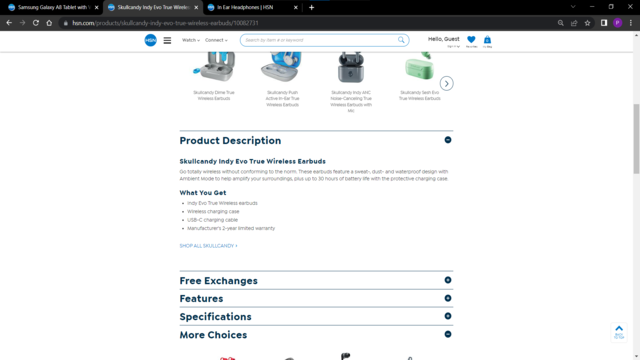 Samsung Galaxy A8 Tablet with V
Skullcandy Indy Evo True Wireles
In Ear Headphones | HSN
hsn.com/products/skullcandy-indy-evo-true-wireless-earbuds/10082731
HSN
Watch
Connect
Search by item # or keyword
Hello, Guest
Skullcandy Dime True
Wireless Earbuds
Skullcandy Push
Active In-Ear True
Wireless Earbuds
Skullcandy Indy ANC
Noise-Canceling True
Wireless Earbuds with
Mic
Skullcandy Sesh Evo
True Wireless Earbuds
Product Description
Skullcandy Indy Evo True Wireless Earbuds
Go totally wireless without conforming to the norm. These earbuds feature a sweat-, dust- and waterproof design with
Ambient Mode to help amplify your surroundings, plus up to 30 hours of battery life with the protective charging case.
What You Get
Indy Evo True Wireless earbuds
Wireless charging case
USB-C charging cable
Manufacturer's 2-year limited warranty
SHOP ALL SKULLCANDY >
Free Exchanges
Features
Specifications
More Choices
BACK
TO TOP